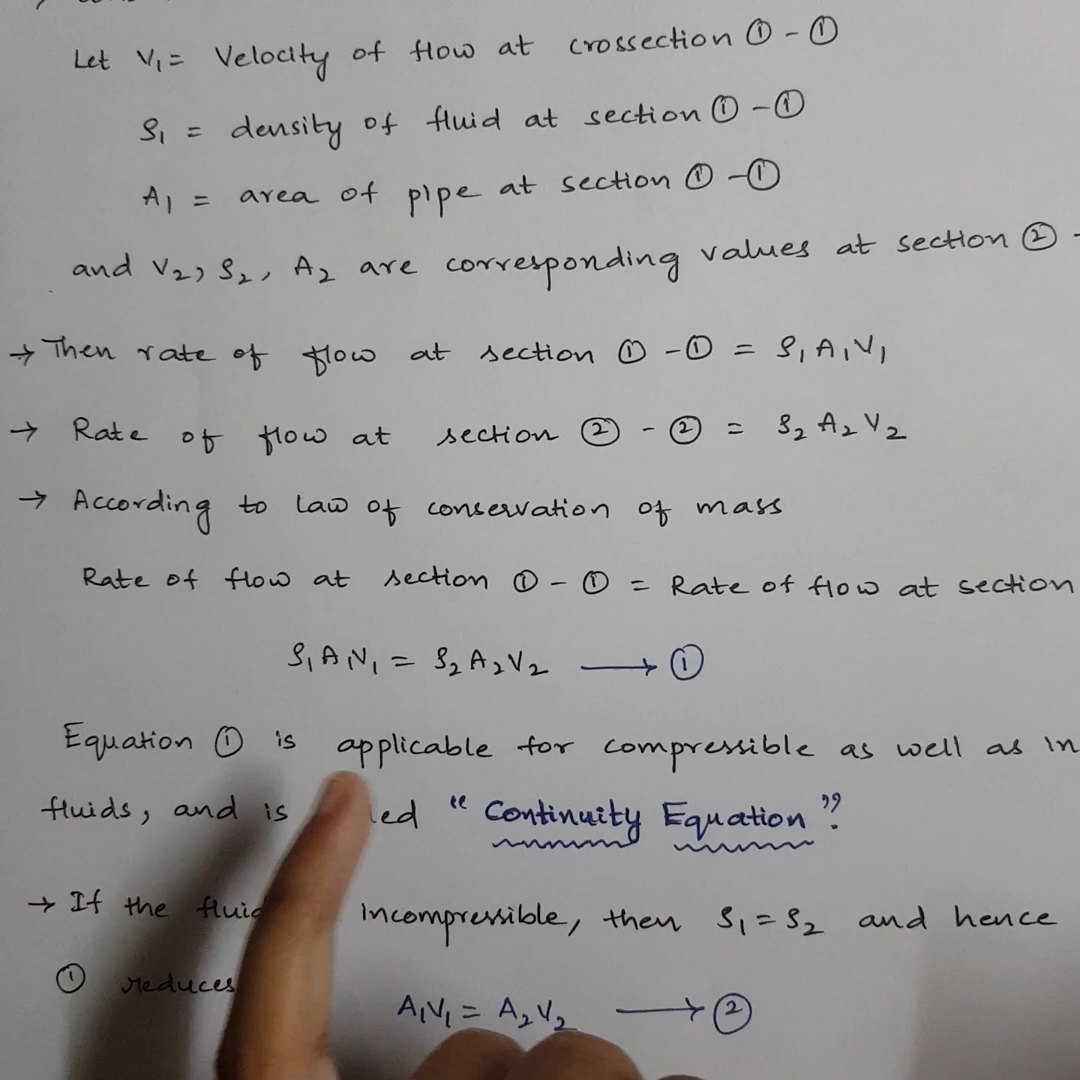 Let V₁ = Velocity of flow at crossection ① - ①
ρ₁ = density of fluid at section ① - ①
A₁ = area of pipe at section ① - ①
and V₂, ρ₂, A₂ are corresponding values at section ② -
→ Then rate of flow at section ① - ① = ρ₁ A₁ V₁
→ Rate of flow at section ② - ② = ρ₂ A₂ V₂
→ According to law of conservation of mass
Rate of flow at section ① - ① = Rate of flow at section
ρ₁ A₁ V₁ = ρ₂ A₂ V₂ → ①
Equation ① is applicable for compressible as well as in
fluids, and is "Continuity Equation"
→ If the incompressible, then ρ₁ = ρ₂ and hence
① reduces
A₁V₁ = A₂V₂ → ②